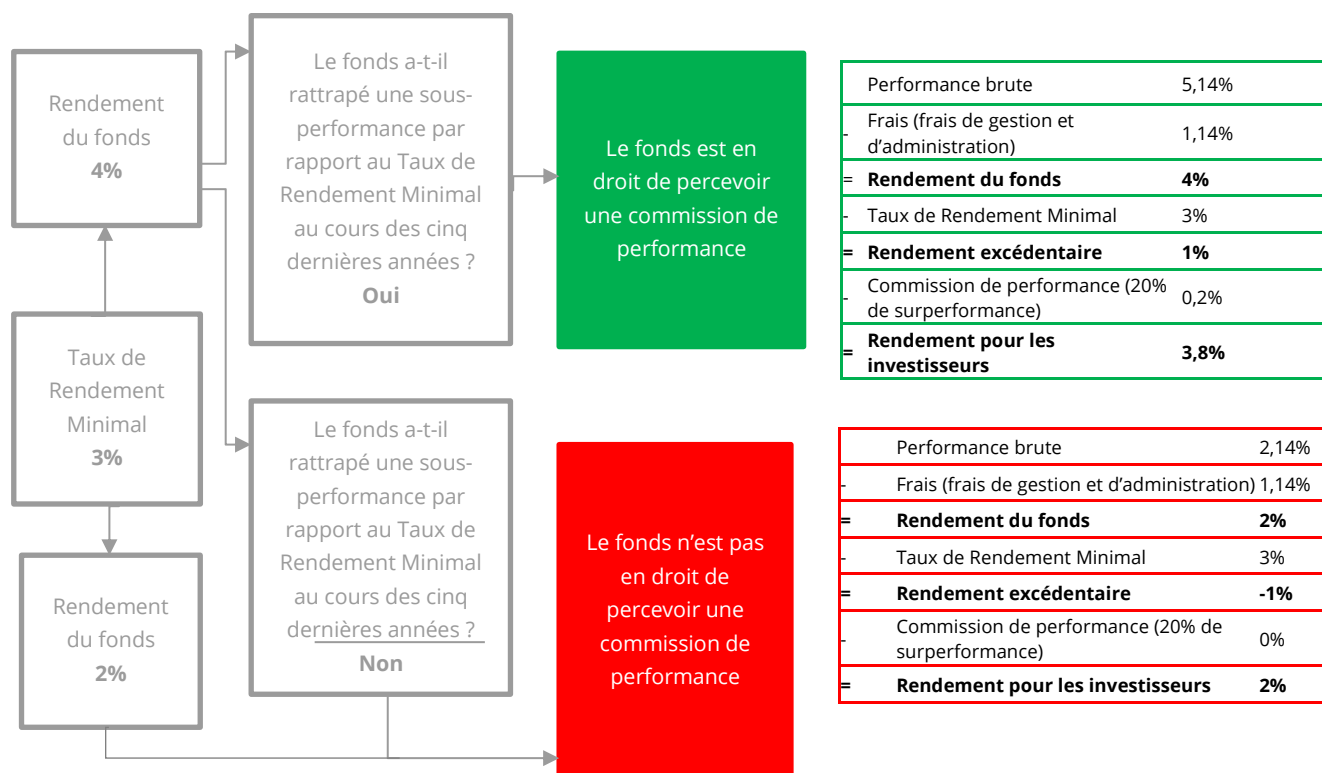 Rendement
du fonds
4%
Taux de
Rendement
Minimal
3%
Rendement
du fonds
2%
Le fonds a-t-il
rattrapé une sous-
performance par
rapport au Taux de
Rendement Minimal
au cours des cinq
dernières années ?
Oui
Le fonds a-t-il
rattrapé une sous-
performance par
rapport au Taux de
Rendement Minimal
au cours des cinq
dernières années ?
Non
Le fonds est en
droit de percevoir
une commission de
performance
Le fonds n’est pas
en droit de
percevoir une
commission de
performance
Performance brute 5,14%
- Frais (frais de gestion et
d’administration) 1,14%
= Rendement du fonds 4%
- Taux de Rendement Minimal 3%
= Rendement excédentaire 1%
- Commission de performance (20%
de surperformance) 0,2%
= Rendement pour les
investisseurs 3,8%
Performance brute 2,14%
- Frais (frais de gestion et d’administration) 1,14%
= Rendement du fonds 2%
- Taux de Rendement Minimal 3%
= Rendement excédentaire -1%
- Commission de performance (20% de
surperformance) 0%
= Rendement pour les investisseurs 2%